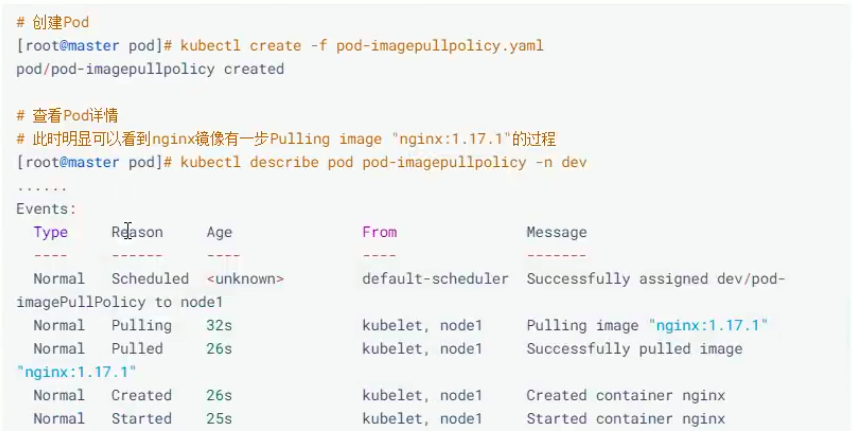 # 创建Pod
[root@master pod]# kubectl create -f pod-imagepullpolicy.yaml
pod/pod-imagepullpolicy created
# 查看Pod详情
# 此时明显可以看到nginx镜像有一步Pulling image "nginx:1.17.1"的过程
[root@master pod]# kubectl describe pod pod-imagepullpolicy -n dev
......
Events:
Type Reason Age From Message
---- ------ ---- ---- -------
Normal Scheduled <unknown> default-scheduler Successfully assigned dev/pod-
imagePullPolicy to node1
Normal Pulling 32s kubelet, node1 Pulling image "nginx:1.17.1"
Normal Pulled 26s kubelet, node1 Successfully pulled image
"nginx:1.17.1"
Normal Created 26s kubelet, node1 Created container nginx
Normal Started 25s kubelet, node1 Started container nginx